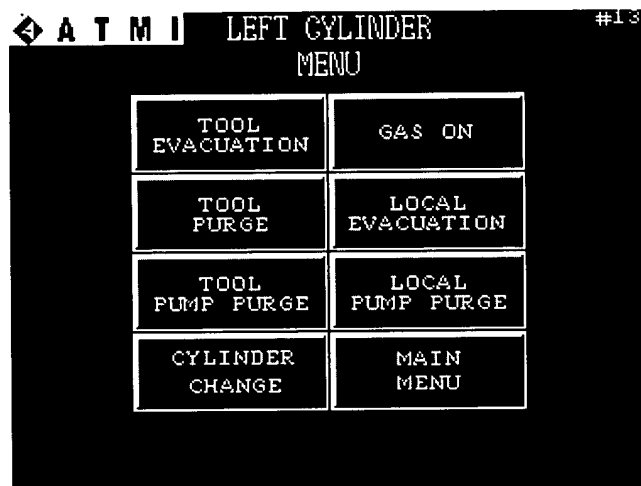 ATMI LEFT CYLINDER #13
MENU
TOOL
EVACUATION
GAS ON
TOOL
PURGE
LOCAL
EVACUATION
TOOL
PUMP PURGE
LOCAL
PUMP PURGE
CYLINDER
CHANGE
MAIN
MENU